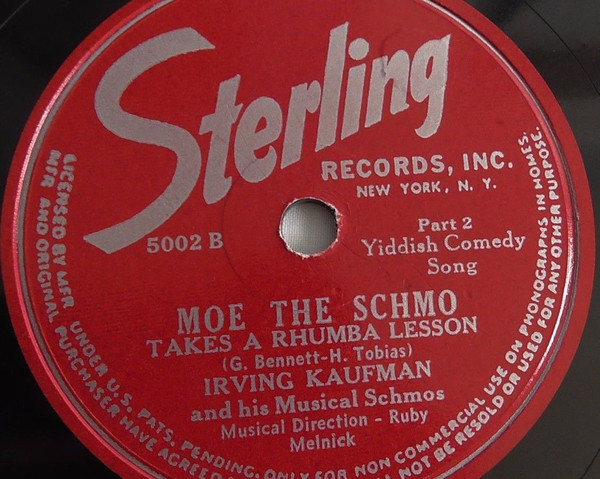 Sterling
RECORDS, INC.
NEW YORK, N. Y.
5002 B
Part 2
Yiddish Comedy
Song
MOE THE SCHMO
TAKES A RHUMBA LESSON
(G. Bennett-H. Tobias)
IRVING KAUFMAN
and his Musical Schmos
Musical Direction - Ruby
Melnick
LICENSED BY MFR UNDER U.S. PATS. PENDING, ONLY FOR NON COMMERCIAL USE ON PHONOGRAPHS IN HOMES.
MFR AND ORIGINAL PURCHASER HAVE AGREED NOT BE RESOLD OR USED FOR ANY OTHER PURPOSE.